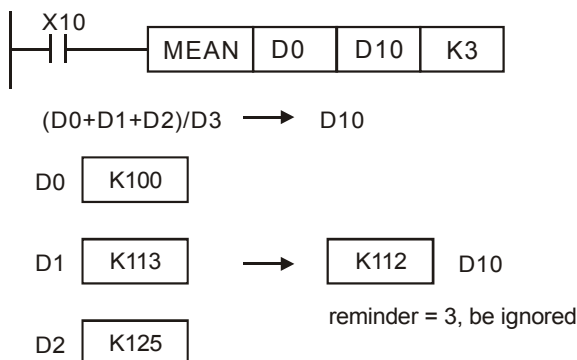 X10
MEAN D0 D10 K3
(D0+D1+D2)/D3 D10
D0 K100
D1 K113 K112 D10
reminder = 3, be ignored
D2 K125